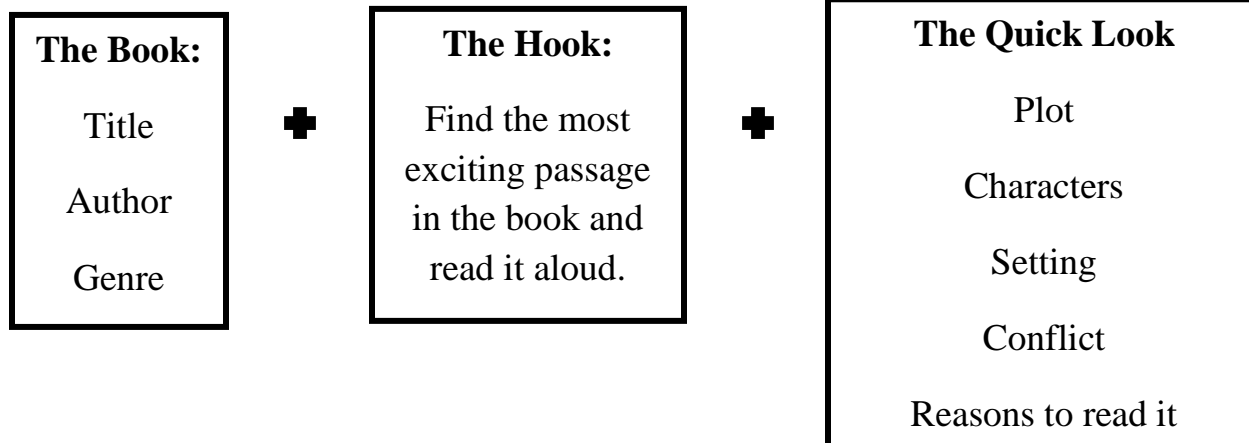 The Book:
Title
Author
Genre
The Hook:
Find the most
exciting passage
in the book and
read it aloud.
The Quick Look
Plot
Characters
Setting
Conflict
Reasons to read it